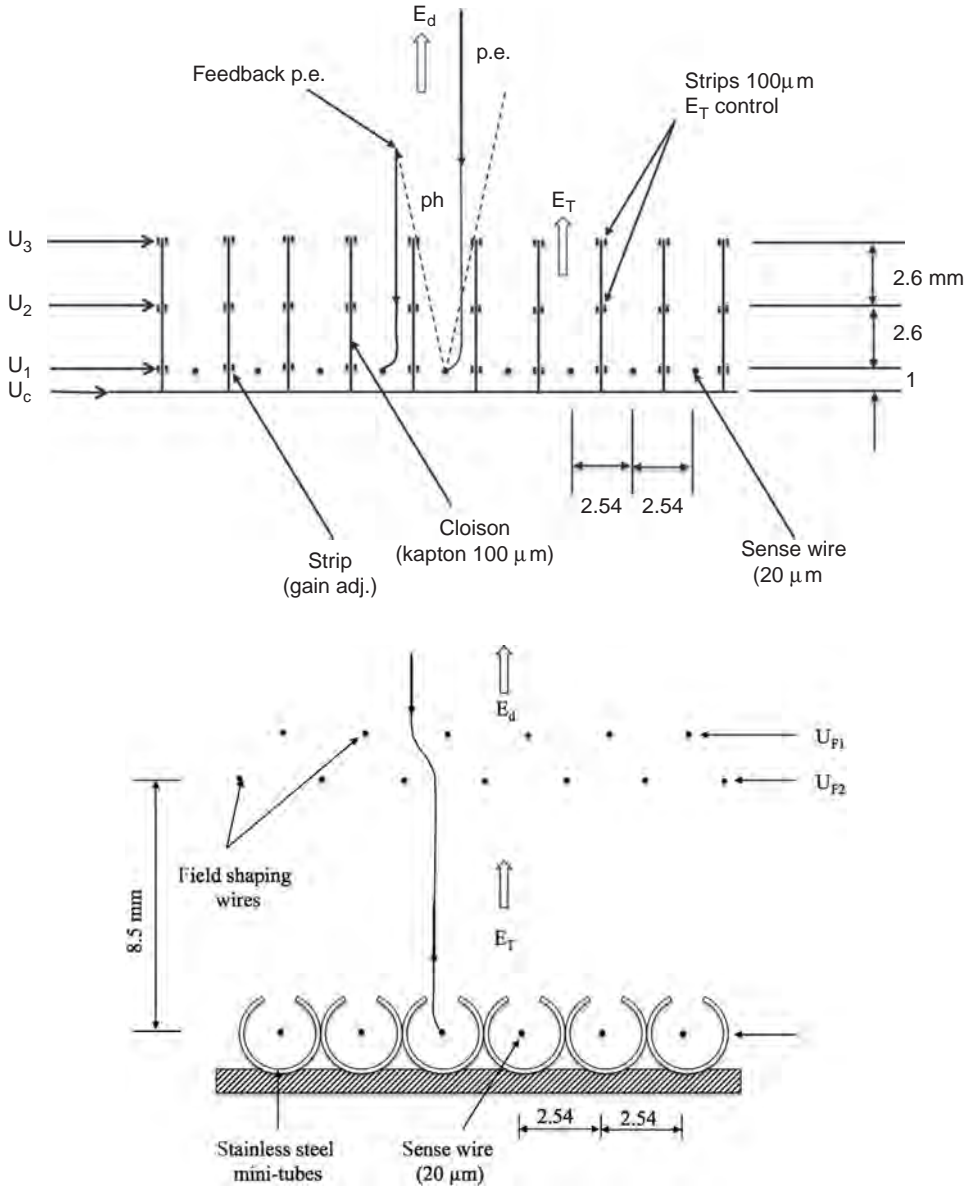 E_d
p.e.
Feedback p.e.
Strips 100μm
E_T control
ph
E_T
U_3
2.6 mm
U_2
2.6
U_1
1
U_c
2.54 2.54
Cloison
(kapton 100 μm)
Strip
(gain adj.)
Sense wire
(20 μm
E_d
U_F1
U_F2
Field shaping
wires
8.5 mm
E_T
2.54 2.54
Stainless steel
mini-tubes
Sense wire
(20 μm)